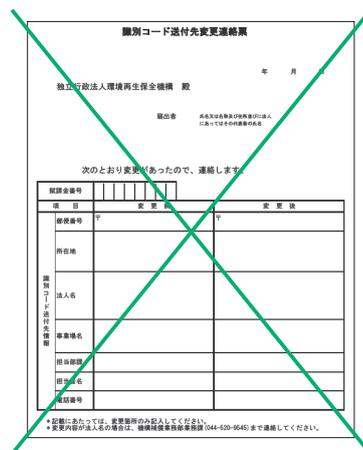 識別コード送付先変更連絡票
年 月 日
独立行政法人環境再生保全機構 殿
届出者
氏名又は名称及び住所並びに法人
にあってはその代表者の氏名
次のとおり変更があったので、連絡します。
賦課金番号
項 目 変 更 前 変 更 後
識別コード送付先情報
郵便番号 〒 〒
所在地
法人名
事業場名
担当部課
担当者名
電話番号
*記載にあたっては、変更箇所のみ記入してください。
*変更内容が法人名の場合は、機構補償業務部業務課(044-520-9545)まで連絡してください。